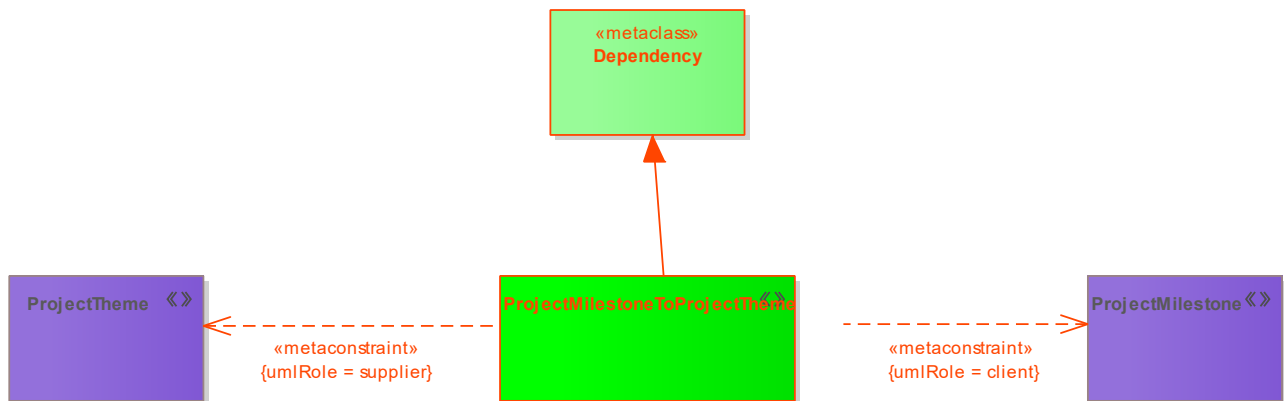 «metaclass»
Dependency
ProjectTheme «»
ProjectMilestoneToProjectTheme «»
ProjectMilestone «»
«metaconstraint»
{umlRole = supplier}
«metaconstraint»
{umlRole = client}